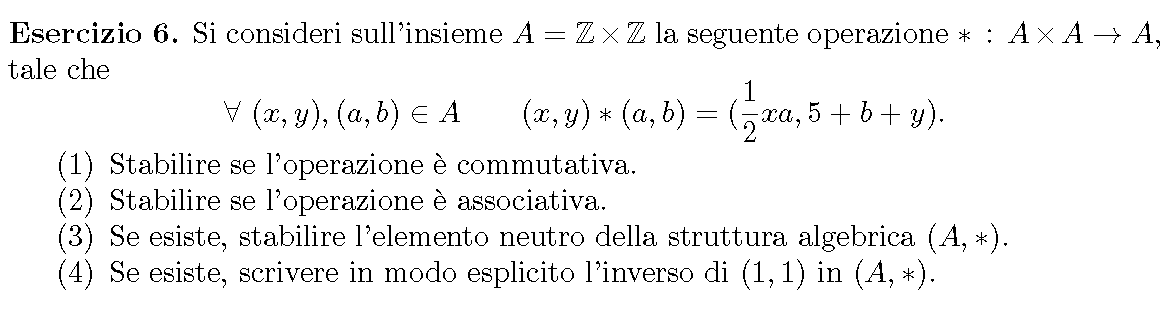 Esercizio 6. Si consideri sull'insieme A = ℤ × ℤ la seguente operazione ∗ : A × A → A,
tale che
∀ (x, y), (a, b) ∈ A (x, y) ∗ (a, b) = (1/2 xa, 5 + b + y).
(1) Stabilire se l'operazione è commutativa.
(2) Stabilire se l'operazione è associativa.
(3) Se esiste, stabilire l'elemento neutro della struttura algebrica (A, ∗).
(4) Se esiste, scrivere in modo esplicito l'inverso di (1, 1) in (A, ∗).